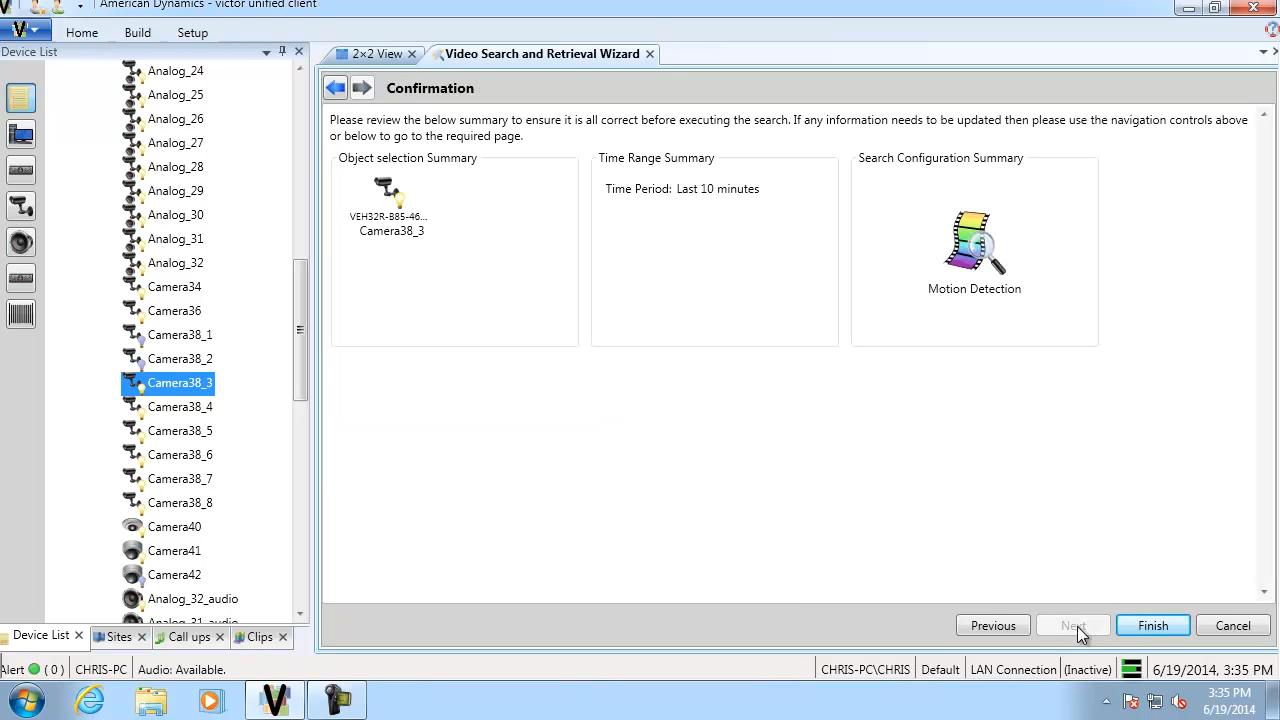 American Dynamics - victor unified client
Home
Build
Setup
Device List
Analog_24
Analog_25
Analog_26
Analog_27
Analog_28
Analog_29
Analog_30
Analog_31
Analog_32
Camera34
Camera36
Camera38_1
Camera38_2
Camera38_3
Camera38_4
Camera38_5
Camera38_6
Camera38_7
Camera38_8
Camera40
Camera41
Camera42
Analog_32_audio
Analog_31_audio
Device List
Sites
Call ups
Clips
2×2 View
Video Search and Retrieval Wizard
Confirmation
Please review the below summary to ensure it is all correct before executing the search. If any information needs to be updated then please use the navigation controls above
or below to go to the required page.
Object selection Summary
VEH32R-B85-46...
Camera38_3
Time Range Summary
Time Period: Last 10 minutes
Search Configuration Summary
Motion Detection
Previous
Next
Finish
Cancel
Alert
( 0 )
CHRIS-PC
Audio: Available.
CHRIS-PC\CHRIS
Default
LAN Connection
(Inactive)
6/19/2014, 3:35 PM
3:35 PM
6/19/2014